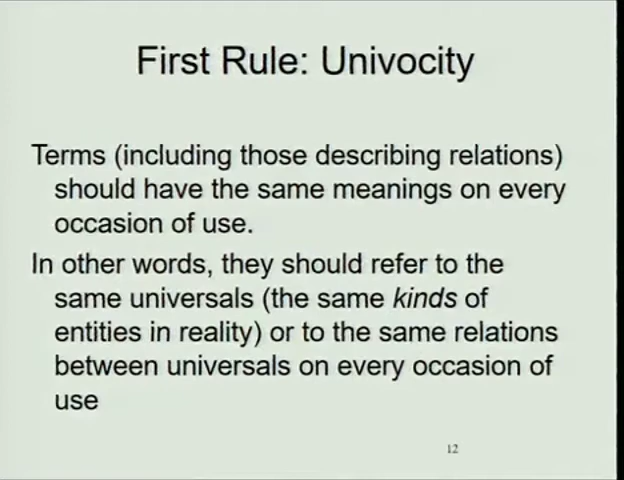 First Rule: Univocity
Terms (including those describing relations)
should have the same meanings on every
occasion of use.
In other words, they should refer to the
same universals (the same kinds of
entities in reality) or to the same relations
between universals on every occasion of
use
12